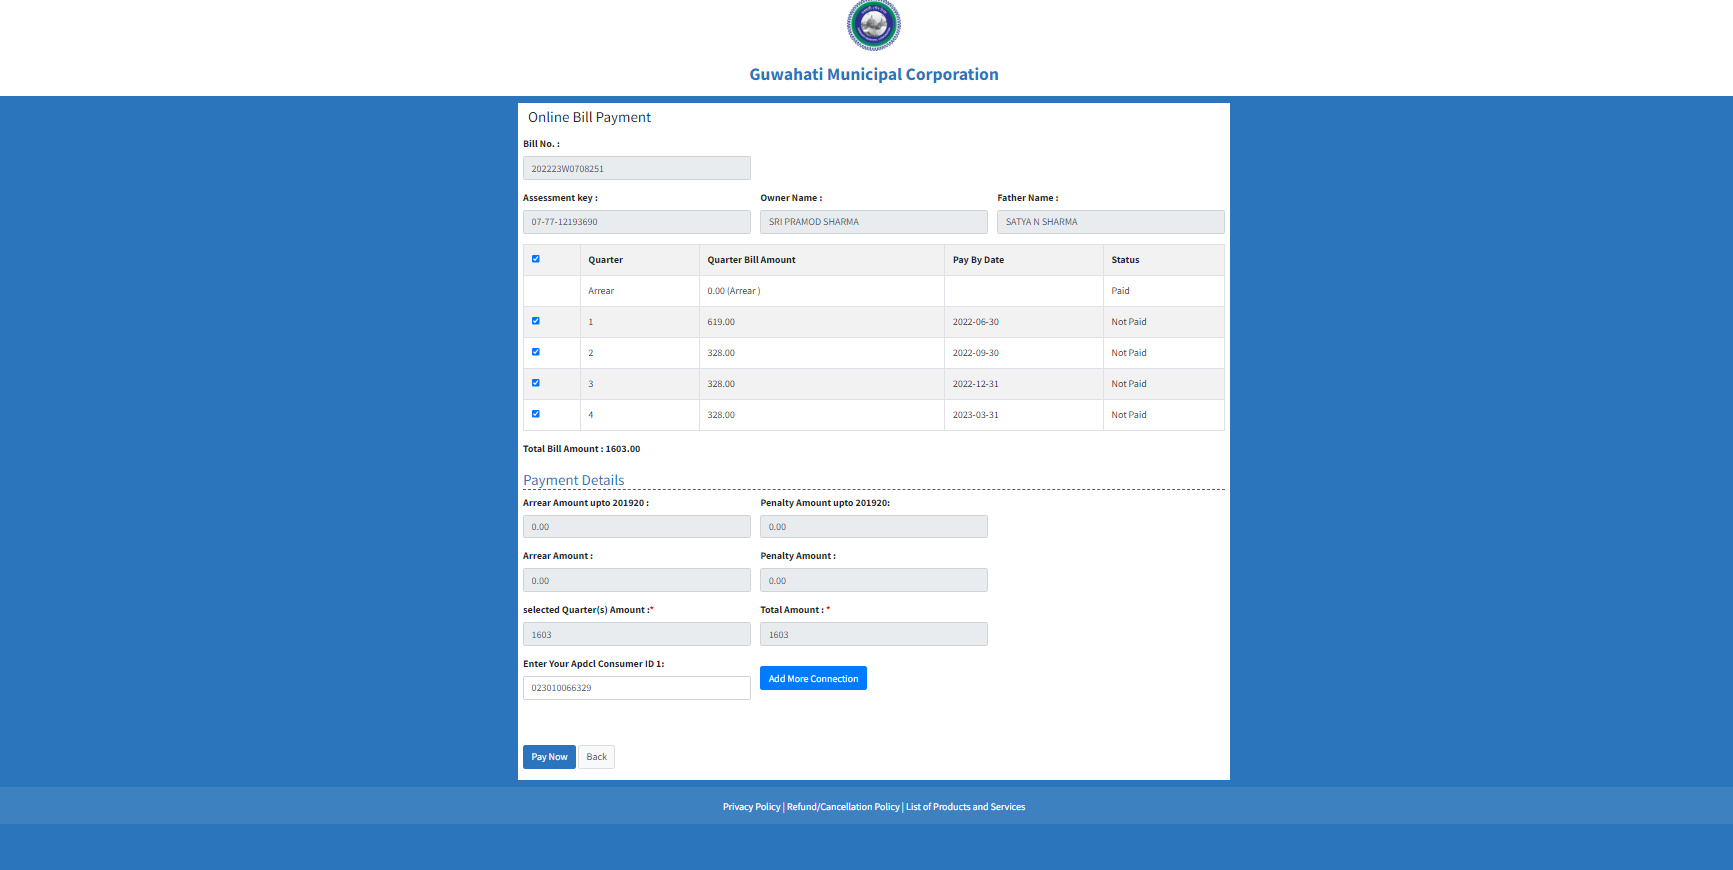 Guwahati Municipal Corporation
Online Bill Payment
Bill No. :
202223W0708251
Assessment key : Owner Name : Father Name :
07-77-12193690 SRI PRAMOD SHARMA SATYA N SHARMA
Quarter Quarter Bill Amount Pay By Date Status
Arrear 0.00 (Arrear ) Paid
1 619.00 2022-06-30 Not Paid
2 328.00 2022-09-30 Not Paid
3 328.00 2022-12-31 Not Paid
4 328.00 2023-03-31 Not Paid
Total Bill Amount : 1603.00
Payment Details
Arrear Amount upto 201920 : Penalty Amount upto 201920:
0.00 0.00
Arrear Amount : Penalty Amount :
0.00 0.00
selected Quarter(s) Amount :* Total Amount : *
1603 1603
Enter Your Apdcl Consumer ID 1:
023010066329 Add More Connection
Pay Now Back
Privacy Policy | Refund/Cancellation Policy | List of Products and Services